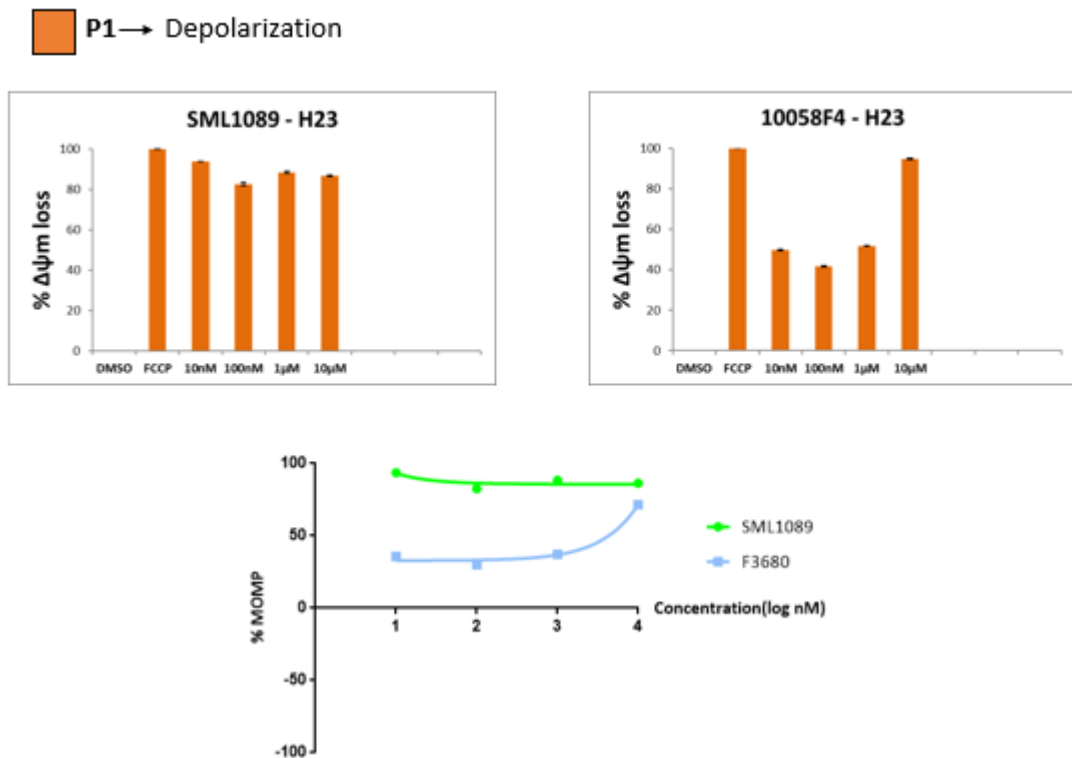 P1→ Depolarization
SML1089 - H23
% Δψm loss
100
80
60
40
20
0
DMSO FCCP 10nM 100nM 1µM 10µM
10058F4 - H23
% Δψm loss
100
80
60
40
20
0
DMSO FCCP 10nM 100nM 1µM 10µM
% MOMP
100
50
0
-50
-100
1 2 3 4
Concentration(log nM)
SML1089
F3680